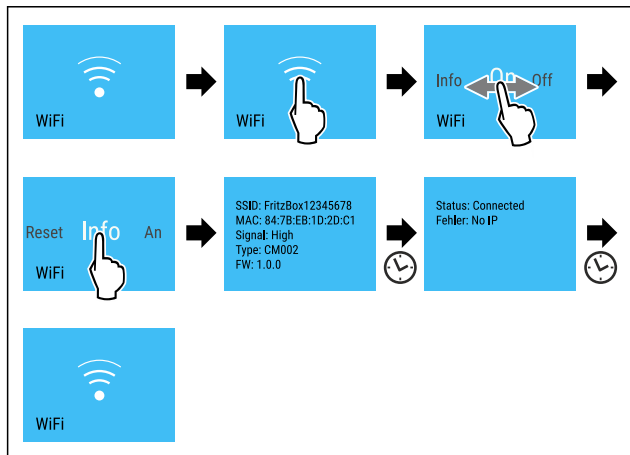 WiFi
WiFi
Info On Off
WiFi
Reset Info An
WiFi
SSID: FritzBox12345678
MAC: 84:7B:EB:1D:2D:C1
Signal: High
Type: CM002
FW: 1.0.0
Status: Connected
Fehler: No IP
WiFi